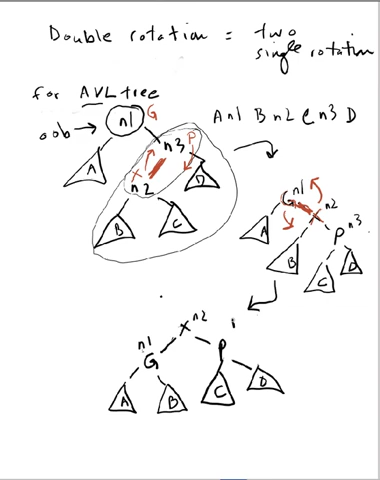 Double rotation = two
single rotation
for AVL tree
oob → n1 G
An1 Bn2 Cn3 D
n3 P
A
X
n2
D
B
C
n1
G
X n2
A
P n3
B
C
D
X n2
n1
G
P
A
B
C
D